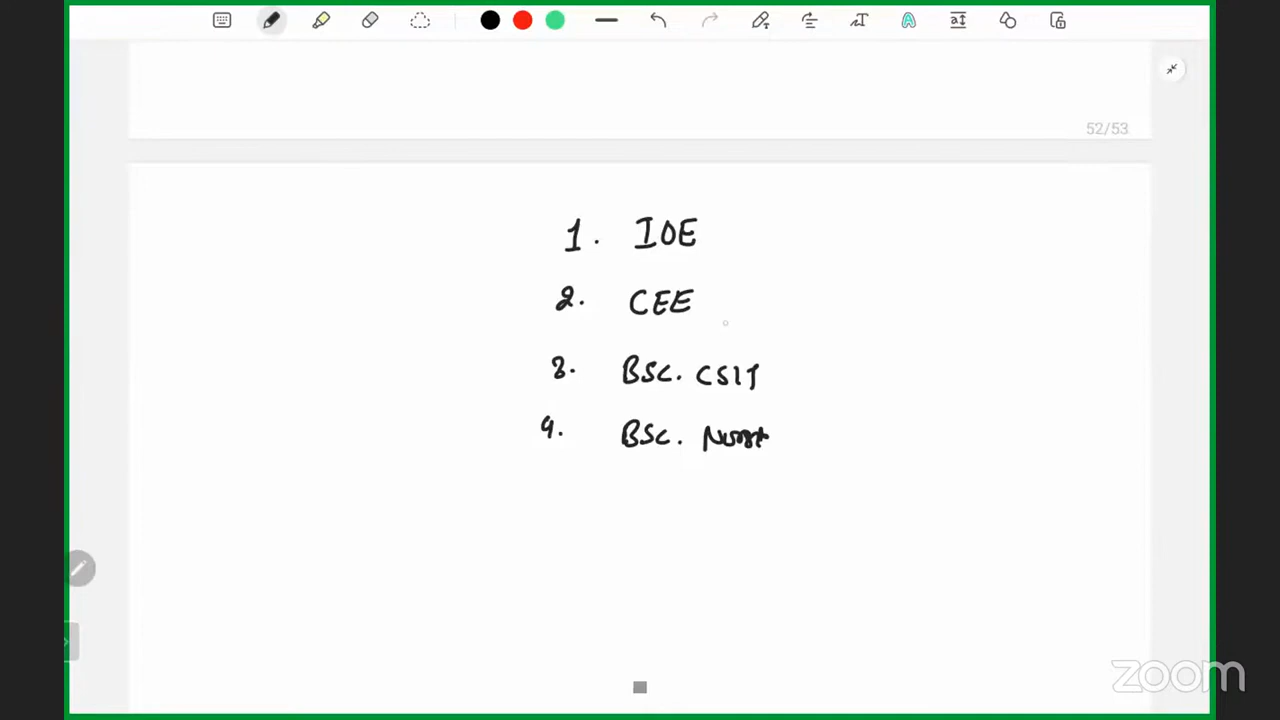 52/53
1. IOE
2. CEE
3. BSc. CSIT
4. BSc.
zoom